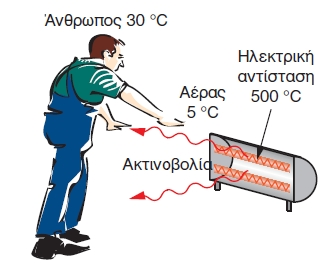 Άνθρωπος 30 °C
Ηλεκτρική
αντίσταση
500 °C
Αέρας
5 °C
Ακτινοβολία